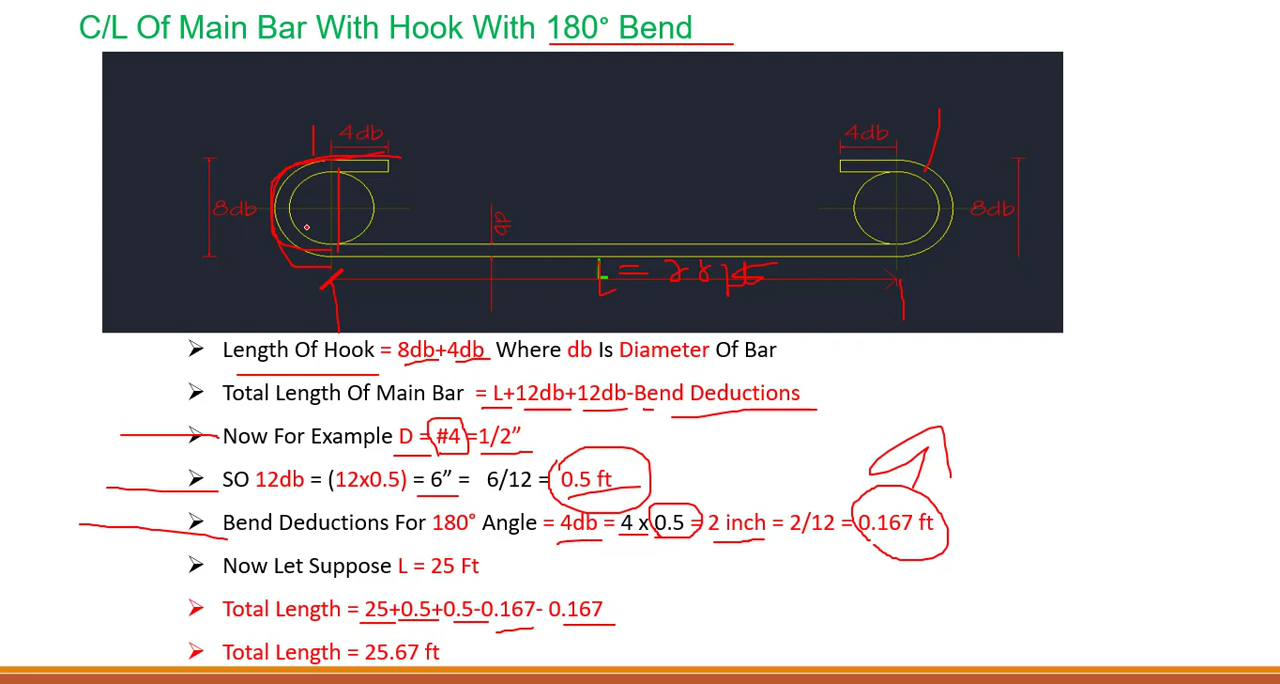 C/L Of Main Bar With Hook With 180° Bend
4db 4db
8db 8db
db
L =
➤ Length Of Hook = 8db+4db Where db Is Diameter Of Bar
➤ Total Length Of Main Bar = L+12db+12db-Bend Deductions
➤ Now For Example D = #4 =1/2”
➤ SO 12db = (12x0.5) = 6” = 6/12 = 0.5 ft
➤ Bend Deductions For 180° Angle = 4db = 4 x 0.5 = 2 inch = 2/12 = 0.167 ft
➤ Now Let Suppose L = 25 Ft
➤ Total Length = 25+0.5+0.5-0.167- 0.167
➤ Total Length = 25.67 ft